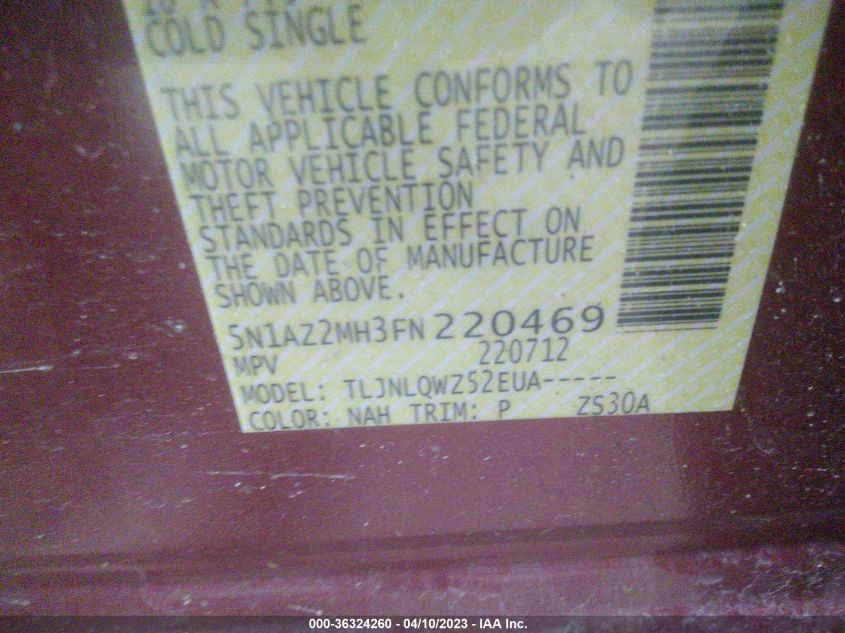 COLD SINGLE
THIS VEHICLE CONFORMS TO
ALL APPLICABLE FEDERAL
MOTOR VEHICLE SAFETY AND
THEFT PREVENTION
STANDARDS IN EFFECT ON
THE DATE OF MANUFACTURE
SHOWN ABOVE.
5N1AZ2MH3FN220469
MPV 220712
MODEL: TLJNLQWZ52EUA-----
COLOR: NAH TRIM: P ZS30A
000-36324260 - 04/10/2023 - IAA Inc.